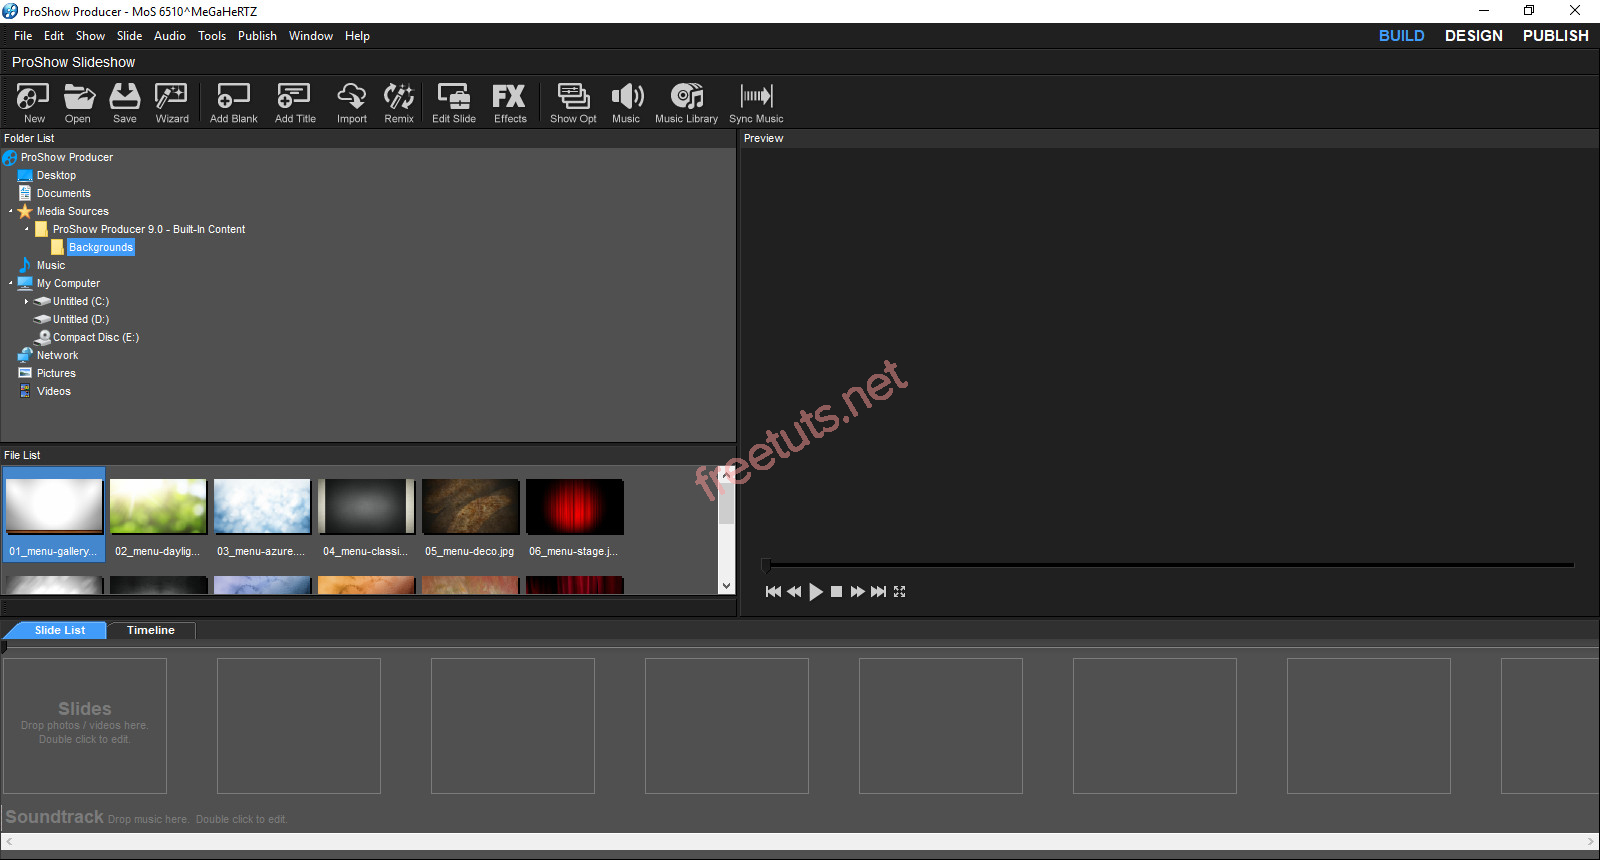 ProShow Producer - MoS 6510^MeGaHeRTZ
File Edit Show Slide Audio Tools Publish Window Help BUILD DESIGN PUBLISH
ProShow Slideshow
New Open Save Wizard Add Blank Add Title Import Remix Edit Slide FX Effects Show Opt Music Music Library Sync Music
Folder List
Preview
ProShow Producer
Desktop
Documents
Media Sources
ProShow Producer 9.0 - Built-In Content
Backgrounds
Music
My Computer
Untitled (C:)
Untitled (D:)
Compact Disc (E:)
Network
Pictures
Videos
freetuts.net
File List
01_menu-gallery... 02_menu-daylig... 03_menu-azure.... 04_menu-classi... 05_menu-deco.jpg 06_menu-stage.j...
Slide List Timeline
Slides
Drop photos / videos here.
Double click to edit.
Soundtrack Drop music here. Double click to edit.